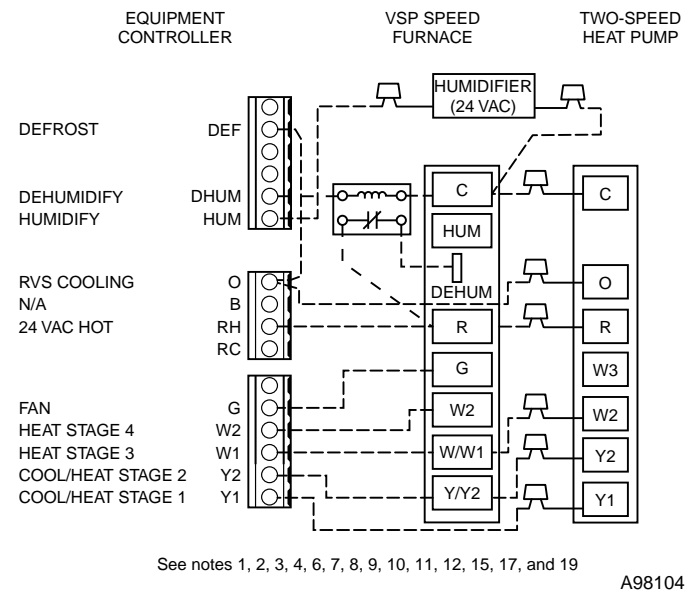 EQUIPMENT CONTROLLER
VSP SPEED FURNACE
TWO-SPEED HEAT PUMP
HUMIDIFIER
(24 VAC)
DEFROST DEF
DEHUMIDIFY DHUM
HUMIDIFY HUM
C
C
HUM
DEHUM
RVS COOLING O
O
N/A B
24 VAC HOT RH
R
R
RC
G
W3
FAN G
W2
W2
HEAT STAGE 4 W2
HEAT STAGE 3 W1
W/W1
Y2
COOL/HEAT STAGE 2 Y2
COOL/HEAT STAGE 1 Y1
Y/Y2
Y1
See notes 1, 2, 3, 4, 6, 7, 8, 9, 10, 11, 12, 15, 17, and 19
A98104